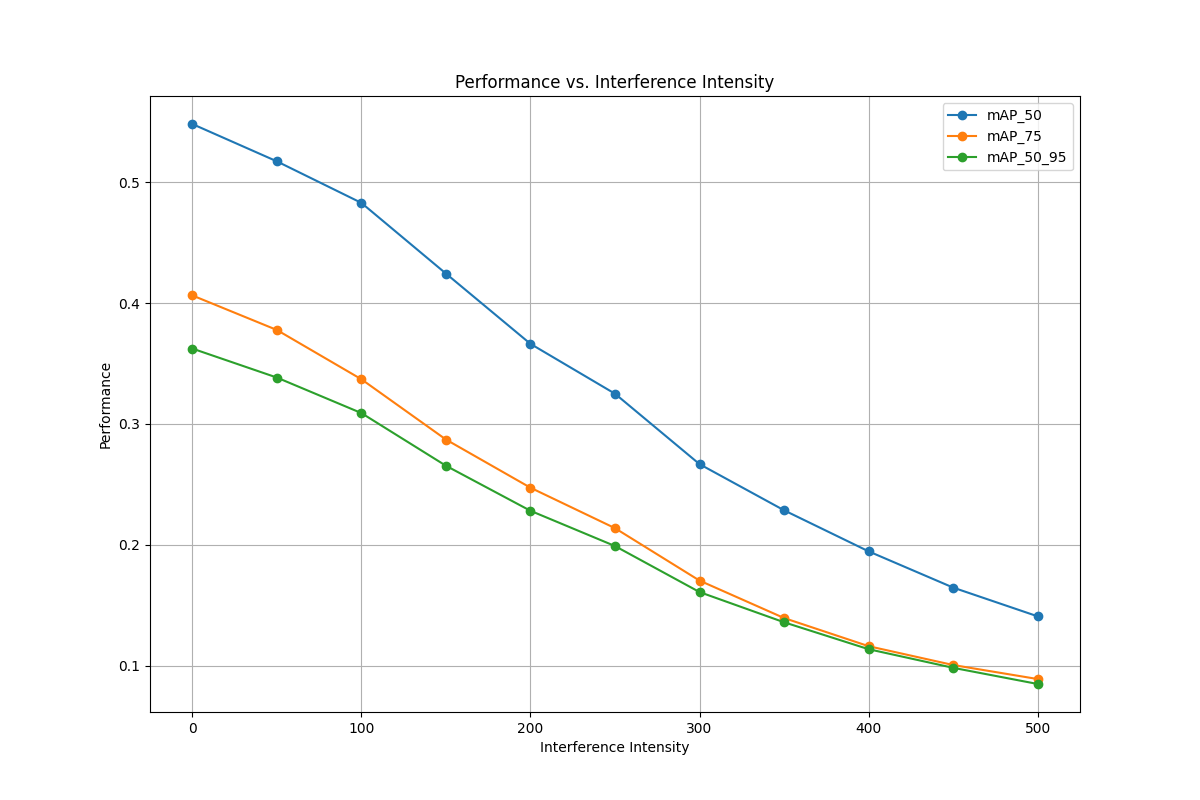 Performance vs. Interference Intensity
mAP_50
mAP_75
mAP_50_95
Performance
0.5
0.4
0.3
0.2
0.1
0 100 200 300 400 500
Interference Intensity